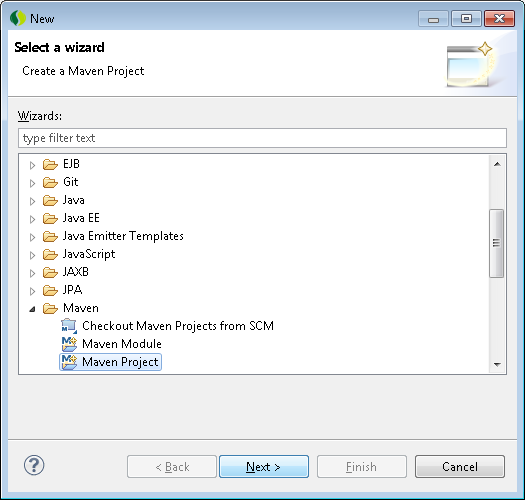 New
Select a wizard
Create a Maven Project
Wizards:
type filter text
EJB
Git
Java
Java EE
Java Emitter Templates
JavaScript
JAXB
JPA
Maven
Checkout Maven Projects from SCM
Maven Module
Maven Project
< Back Next > Finish Cancel